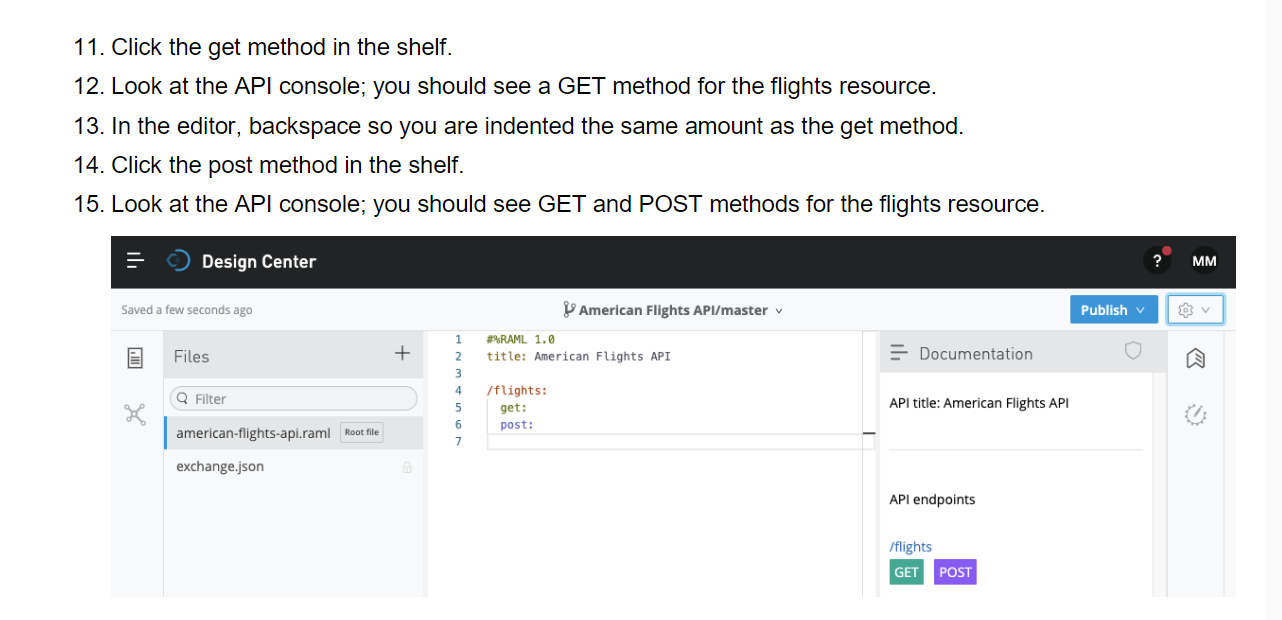 11. Click the get method in the shelf.
12. Look at the API console; you should see a GET method for the flights resource.
13. In the editor, backspace so you are indented the same amount as the get method.
14. Click the post method in the shelf.
15. Look at the API console; you should see GET and POST methods for the flights resource.
Design Center
?
MM
Saved a few seconds ago
American Flights API/master
Publish
Files
Filter
american-flights-api.raml Root file
exchange.json
1 #%RAML 1.0
2 title: American Flights API
3
4 /flights:
5 get:
6 post:
7
Documentation
API title: American Flights API
API endpoints
/flights
GET POST